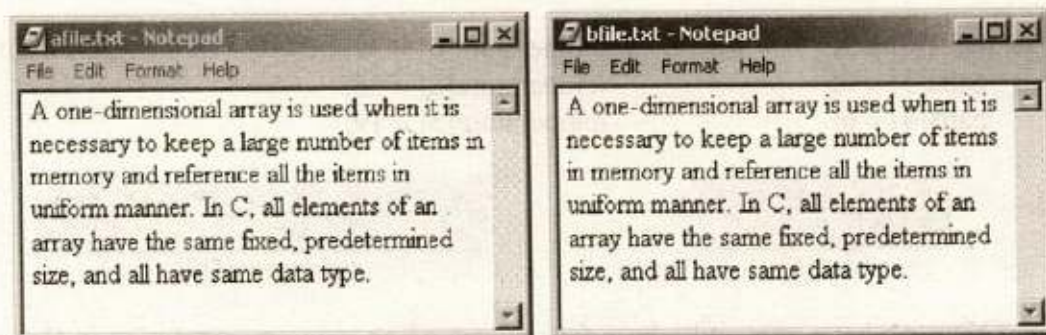 afile.txt - Notepad
File Edit Format Help
A one-dimensional array is used when it is
necessary to keep a large number of items in
memory and reference all the items in
uniform manner. In C, all elements of an
array have the same fixed, predetermined
size, and all have same data type.
bfile.txt - Notepad
File Edit Format Help
A one-dimensional array is used when it is
necessary to keep a large number of items
in memory and reference all the items in
uniform manner. In C, all elements of an
array have the same fixed, predetermined
size, and all have same data type.